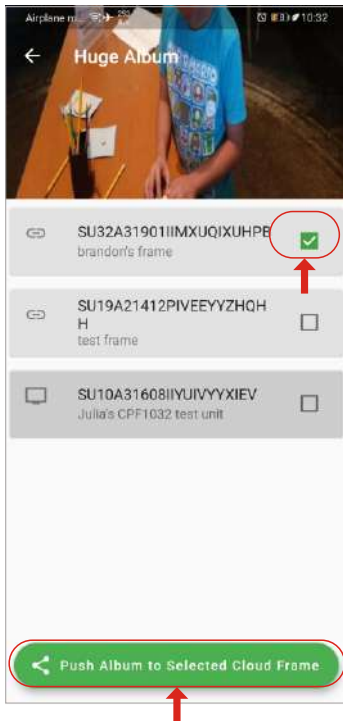 Airplane m... 10:32
Huge Album
SU32A31901IIMXUQIXUHPB
brandon's frame
SU19A21412PIVEEYYZHQH
H
test frame
SU10A31608IIYUIVYYXIEV
Julia's CPF1032 test unit
Push Album to Selected Cloud Frame